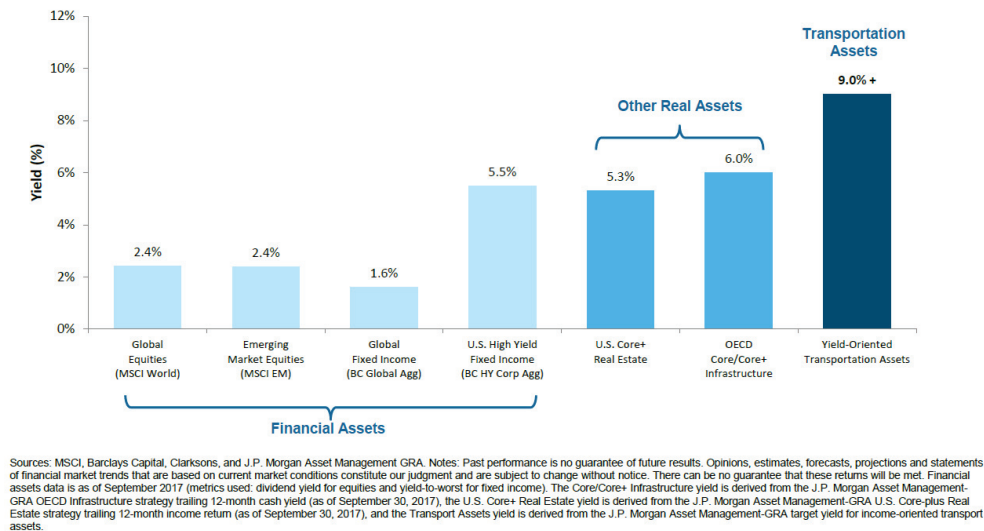 12%
10%
8%
6%
4%
2%
0%
Yield (%)
Transportation
Assets
9.0% +
Other Real Assets
2.4%
2.4%
1.6%
5.5%
5.3%
6.0%
Global
Equities
(MSCI World)
Emerging
Market Equities
(MSCI EM)
Global
Fixed Income
(BC Global Agg)
U.S. High Yield
Fixed Income
(BC HY Corp Agg)
U.S. Core+
Real Estate
OECD
Core/Core+
Infrastructure
Yield-Oriented
Transportation Assets
Financial Assets
Sources: MSCI, Barclays Capital, Clarksons, and J.P. Morgan Asset Management GRA. Notes: Past performance is no guarantee of future results. Opinions, estimates, forecasts, projections and statements
of financial market trends that are based on current market conditions constitute our judgment and are subject to change without notice. There can be no guarantee that these returns will be met. Financial
assets data is as of September 2017 (metrics used: dividend yield for equities and yield-to-worst for fixed income). The Core/Core+ Infrastructure yield is derived from the J.P. Morgan Asset Management-
GRA OECD Infrastructure strategy trailing 12-month cash yield (as of September 30, 2017), the U.S. Core+ Real Estate yield is derived from the J.P. Morgan Asset Management-GRA U.S. Core-plus Real
Estate strategy trailing 12-month income return (as of September 30, 2017), and the Transport Assets yield is derived from the J.P. Morgan Asset Management-GRA target yield for income-oriented transport
assets.